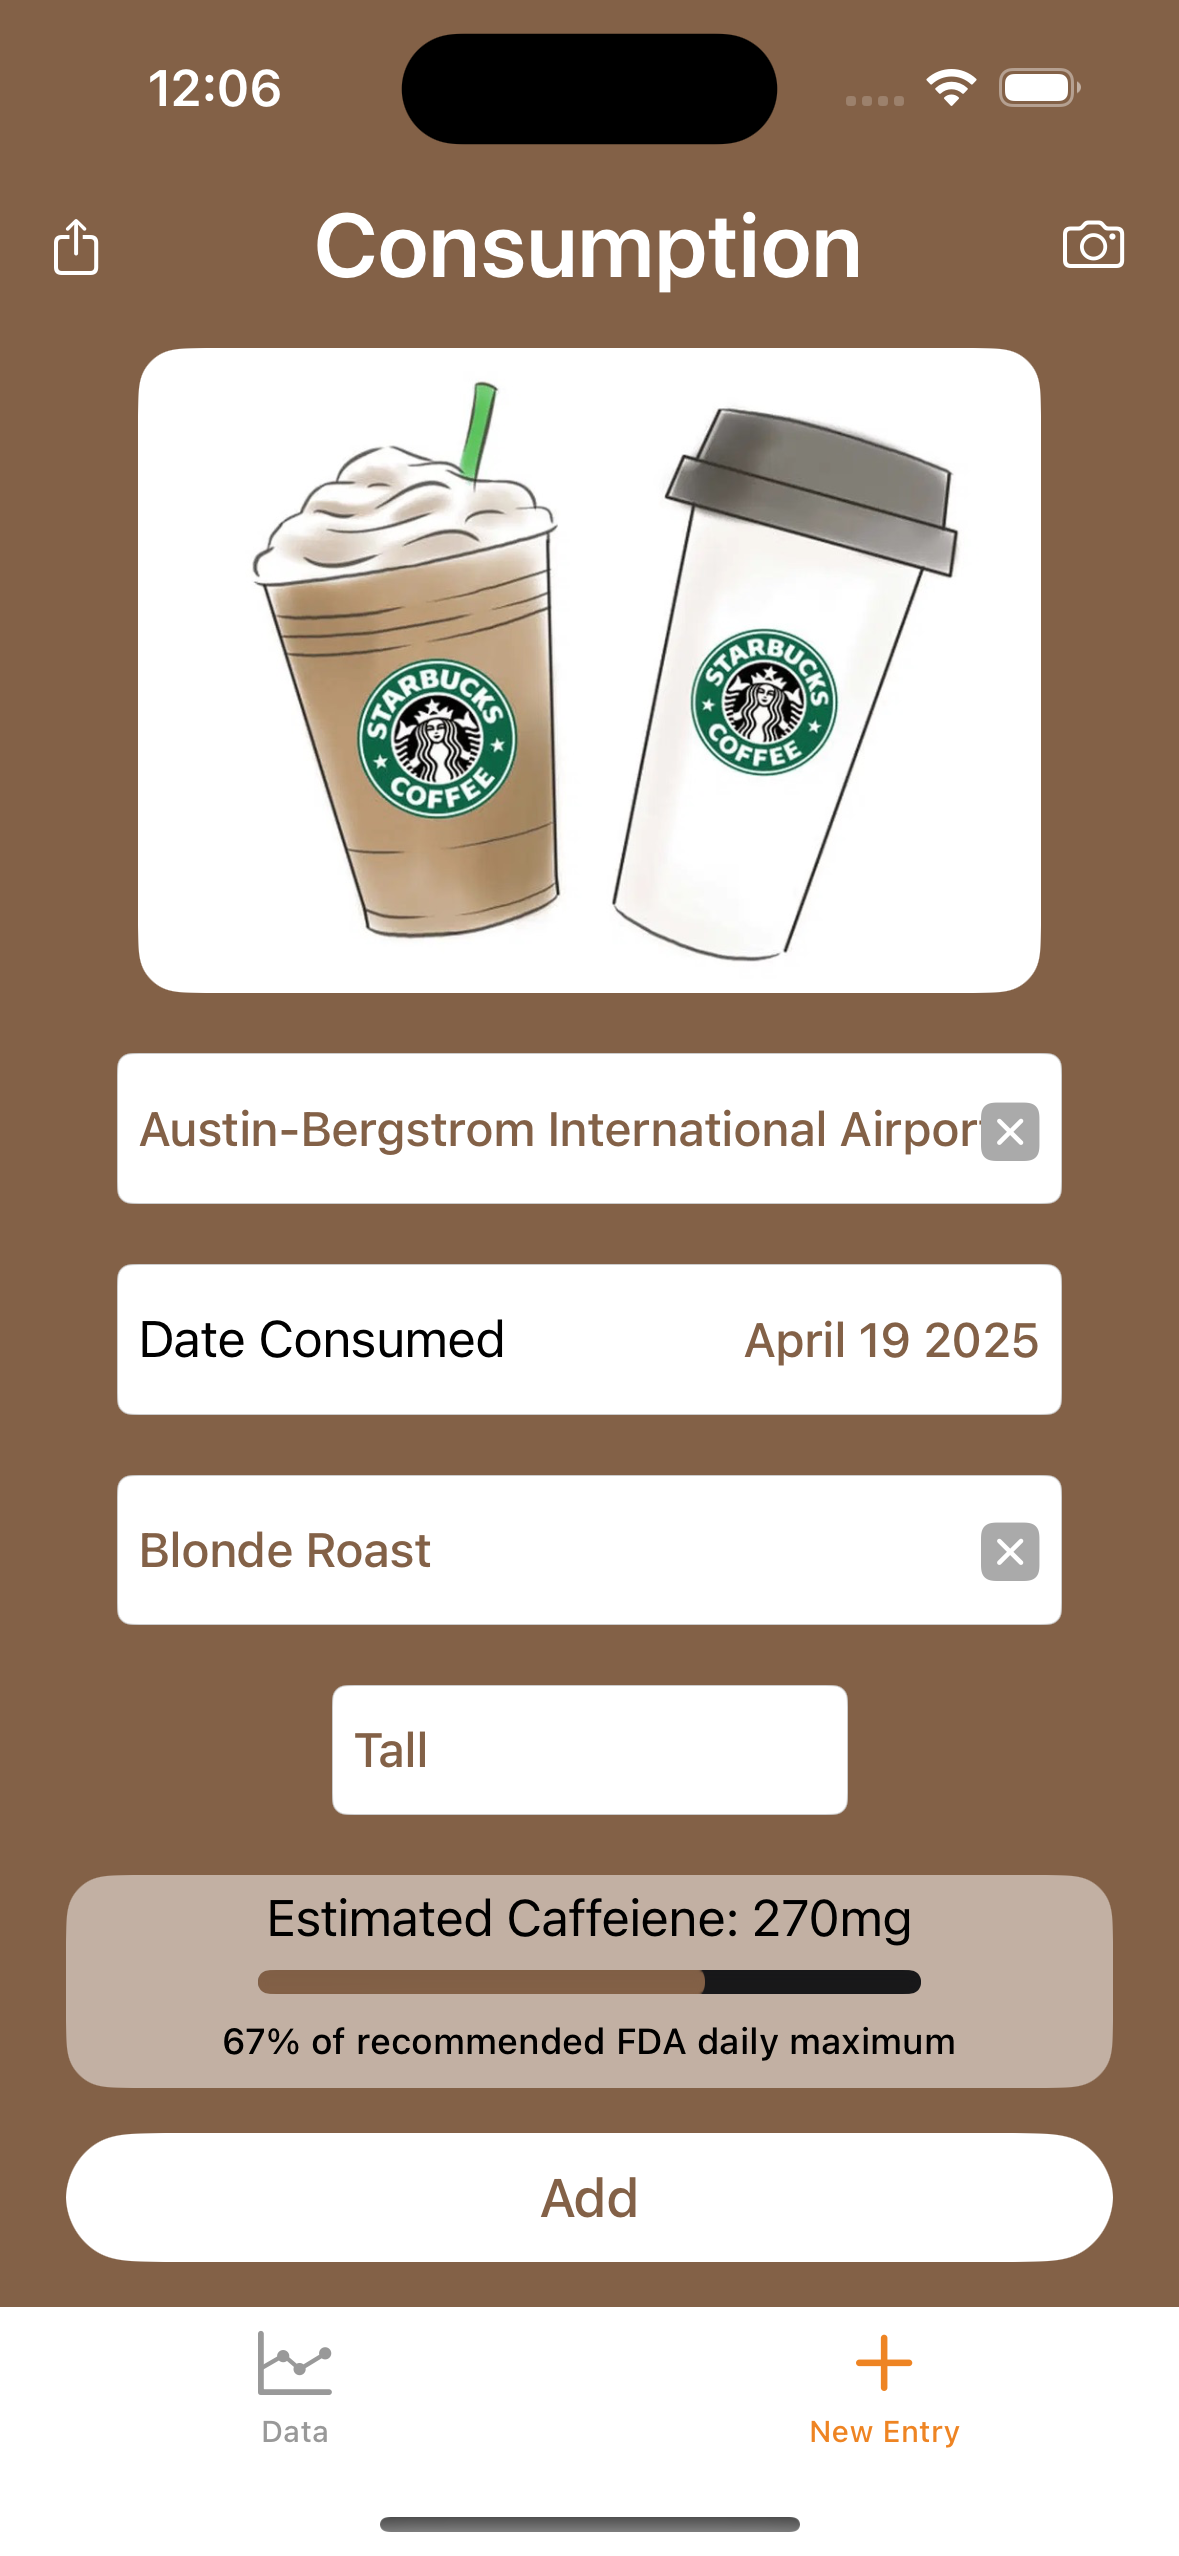 12:06
Consumption
STARBUCKS
COFFEE
STARBUCKS
COFFEE
Austin-Bergstrom International Airport
Date Consumed April 19 2025
Blonde Roast
Tall
Estimated Caffeiene: 270mg
67% of recommended FDA daily maximum
Add
Data New Entry